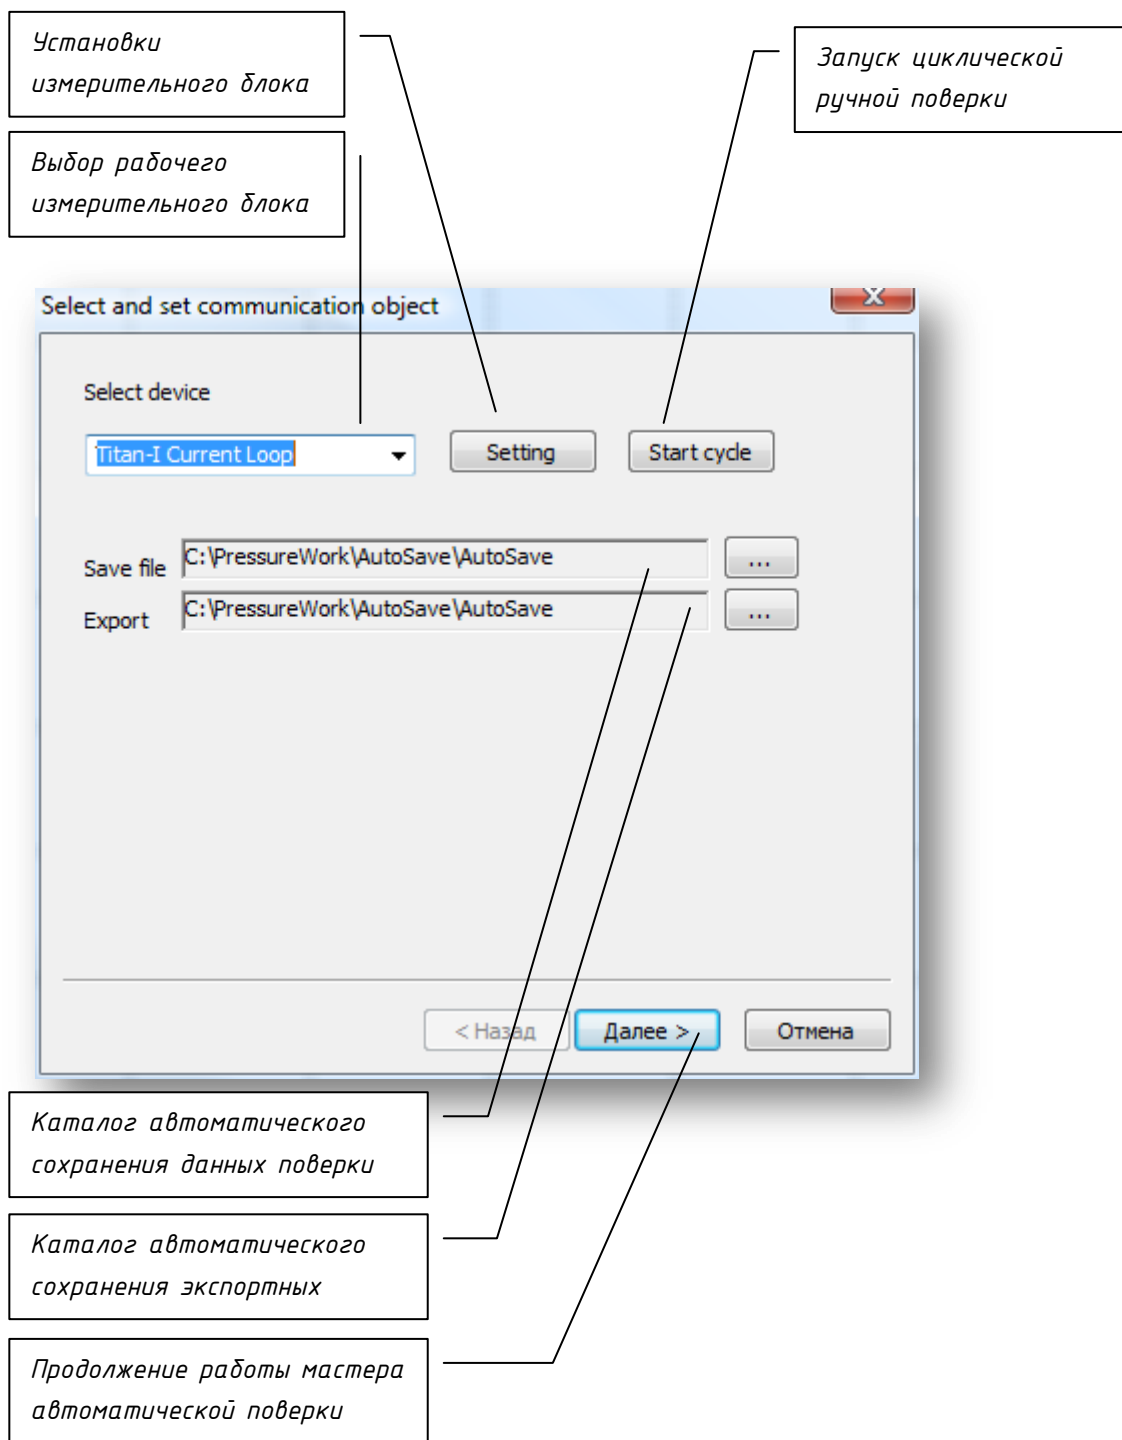 Установки
измерительного блока
Запуск циклической
ручной поверки
Выбор рабочего
измерительного блока
Select and set communication object
X
Select device
Titan-I Current Loop
Setting
Start cycle
Save file
C:\PressureWork\AutoSave\AutoSave
...
Export
C:\PressureWork\AutoSave\AutoSave
...
< Назад
Далее >
Отмена
Каталог автоматического
сохранения данных поверки
Каталог автоматического
сохранения экспортных
Продолжение работы мастера
автоматической поверки